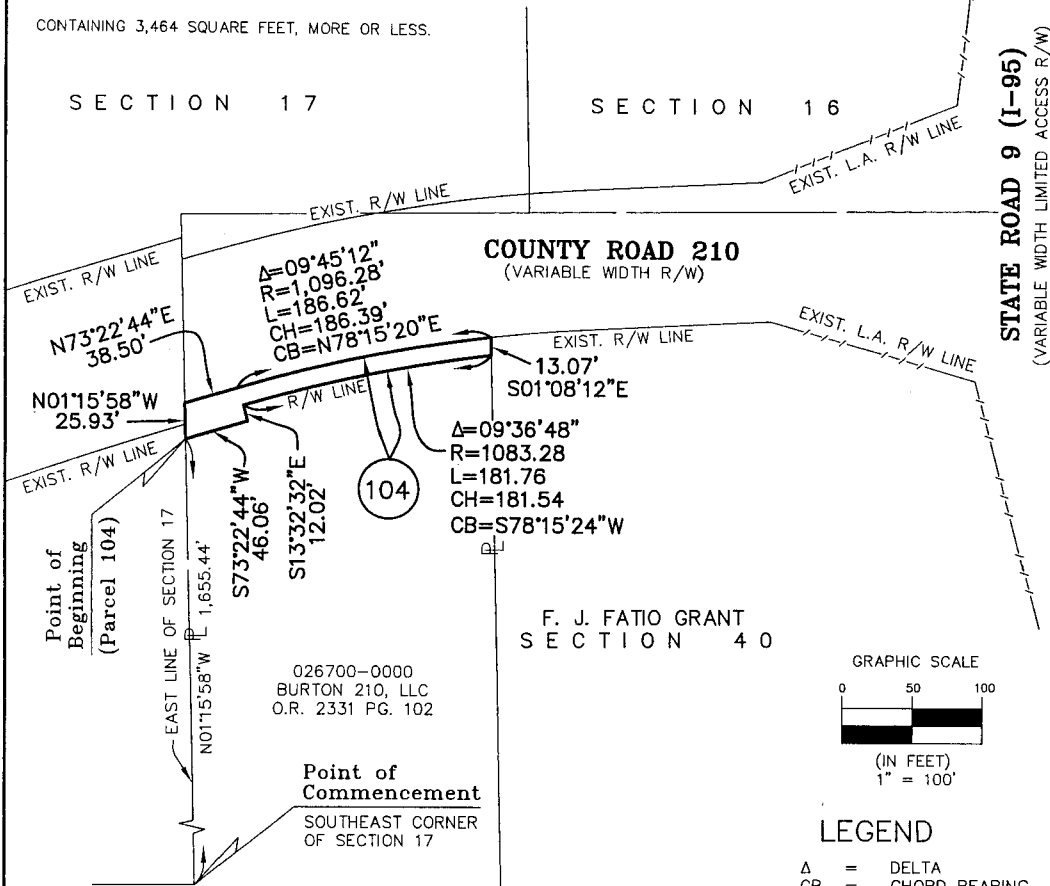 CONTAINING 3,464 SQUARE FEET, MORE OR LESS.
SECTION 17
SECTION 16
STATE ROAD 9 (I-95)
(VARIABLE WIDTH LIMITED ACCESS R/W)
EXIST. L.A. R/W LINE
EXIST. R/W LINE
EXIST. R/W LINE
COUNTY ROAD 210
(VARIABLE WIDTH R/W)
Δ=09°45'12"
R=1,096.28'
L=186.62'
CH=186.39'
CB=N78°15'20"E
N73°22'44"E
38.50'
EXIST. R/W LINE
EXIST. L.A. R/W LINE
13.07'
S01°08'12"E
N01°15'58"W
25.93'
R/W LINE
EXIST. R/W LINE
Δ=09°36'48"
R=1083.28
L=181.76
CH=181.54
CB=S78°15'24"W
104
S73°22'44"W
46.06'
S13°32'32"E
12.02'
Point of
Beginning
(Parcel 104)
EAST LINE OF SECTION 17
N01°15'58"W 1,655.44'
PL
PL
F. J. FATIO GRANT
SECTION 40
026700-0000
BURTON 210, LLC
O.R. 2331 PG. 102
GRAPHIC SCALE
0 50 100
(IN FEET)
1" = 100'
Point of
Commencement
SOUTHEAST CORNER
OF SECTION 17
LEGEND
Δ = DELTA
CB = CHORD BEARING